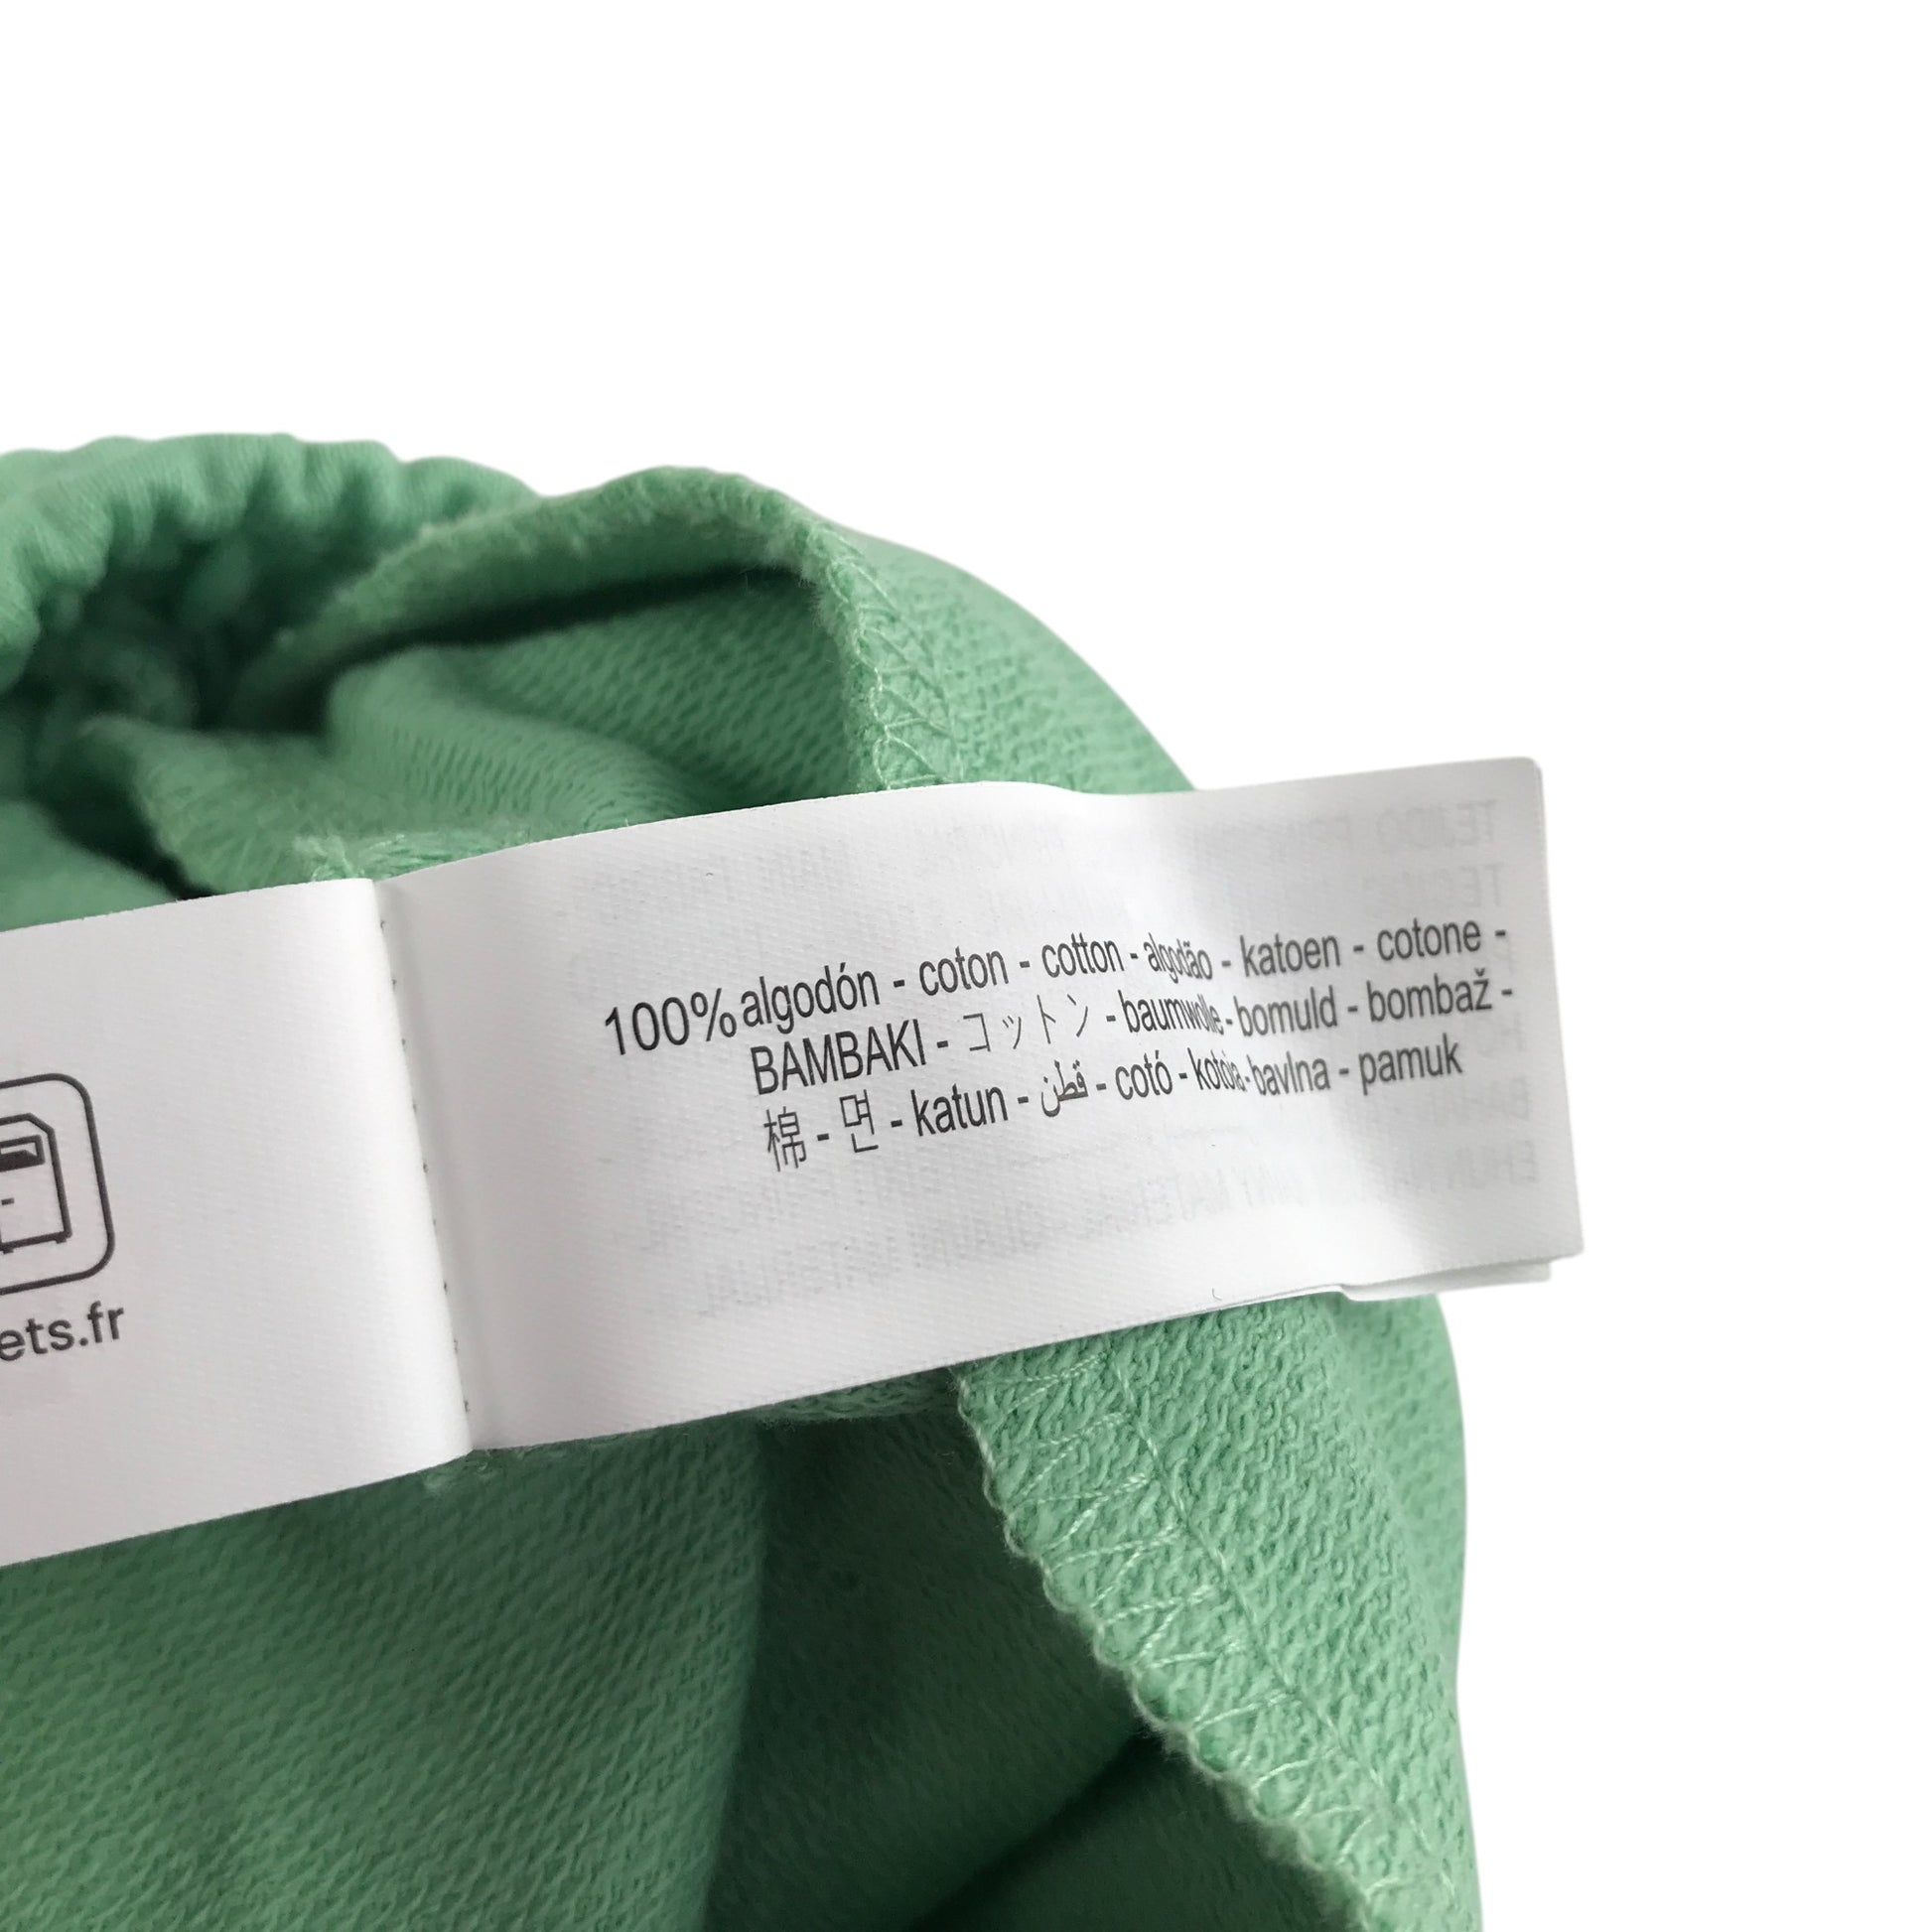 100% algodón - coton - cotton - algodão - katoen - cotone -
BAMBAKI - コットン - baumwolle - bomuld - bombaž -
棉 - 면 - katun - قطن - cotó - kotoia - bavlna - pamuk
ets.fr